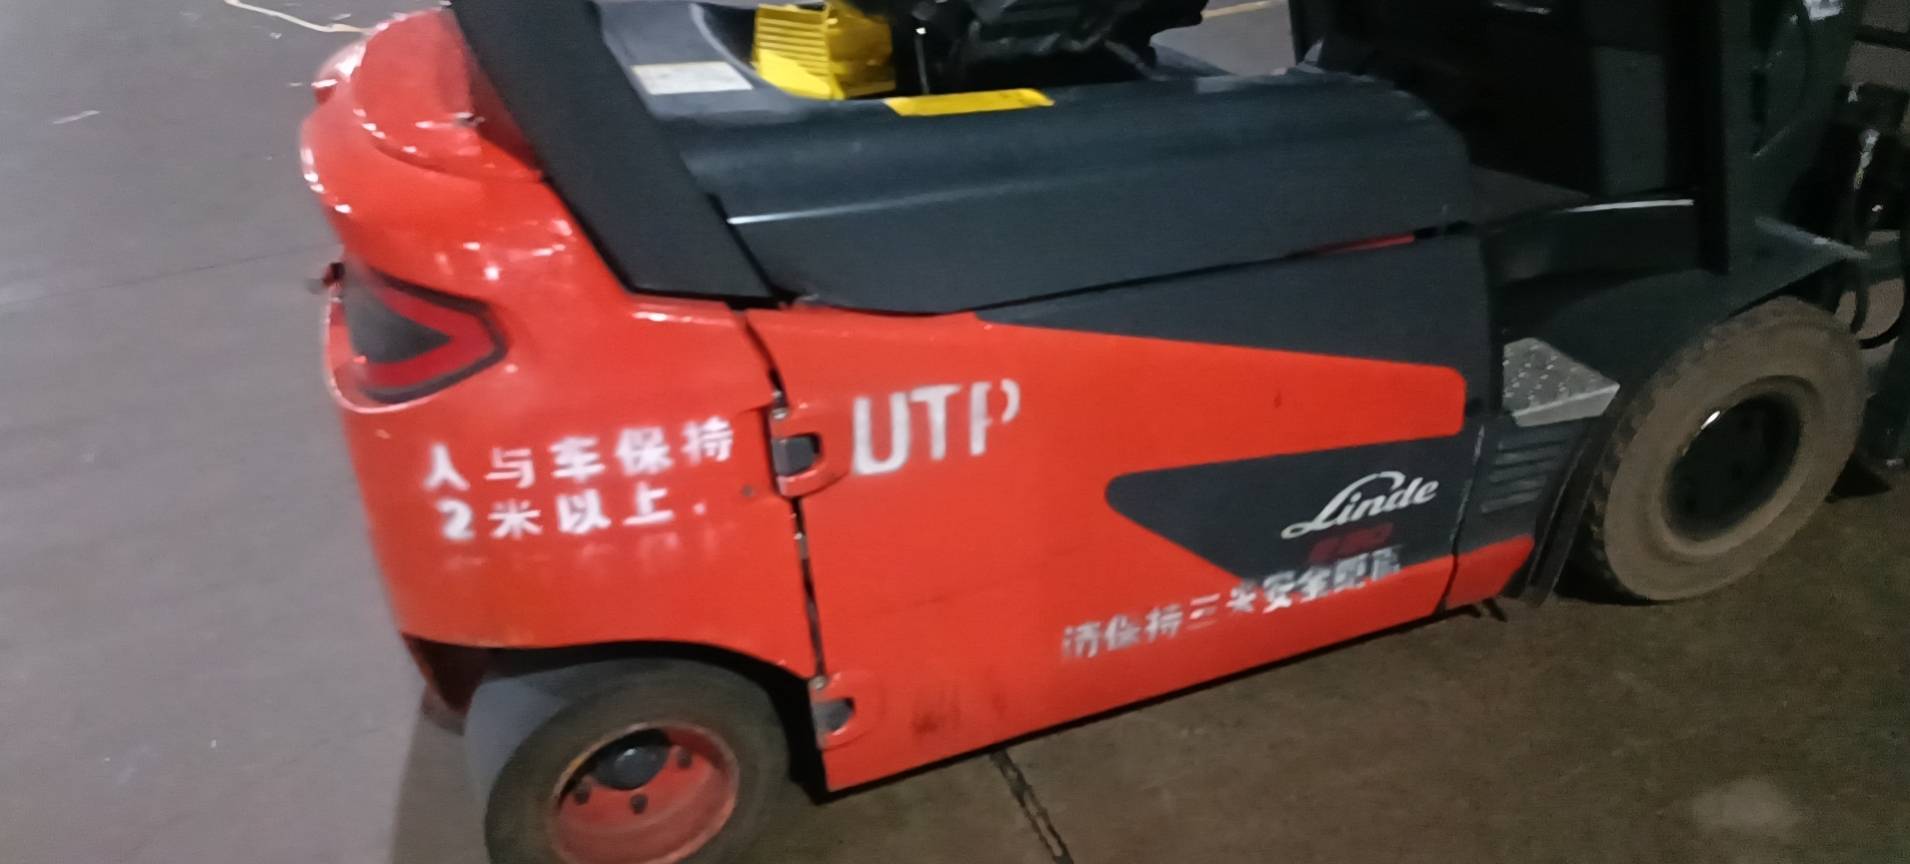 人与车保持
2米以上.
UTP
Linde
请保持三米安全距离